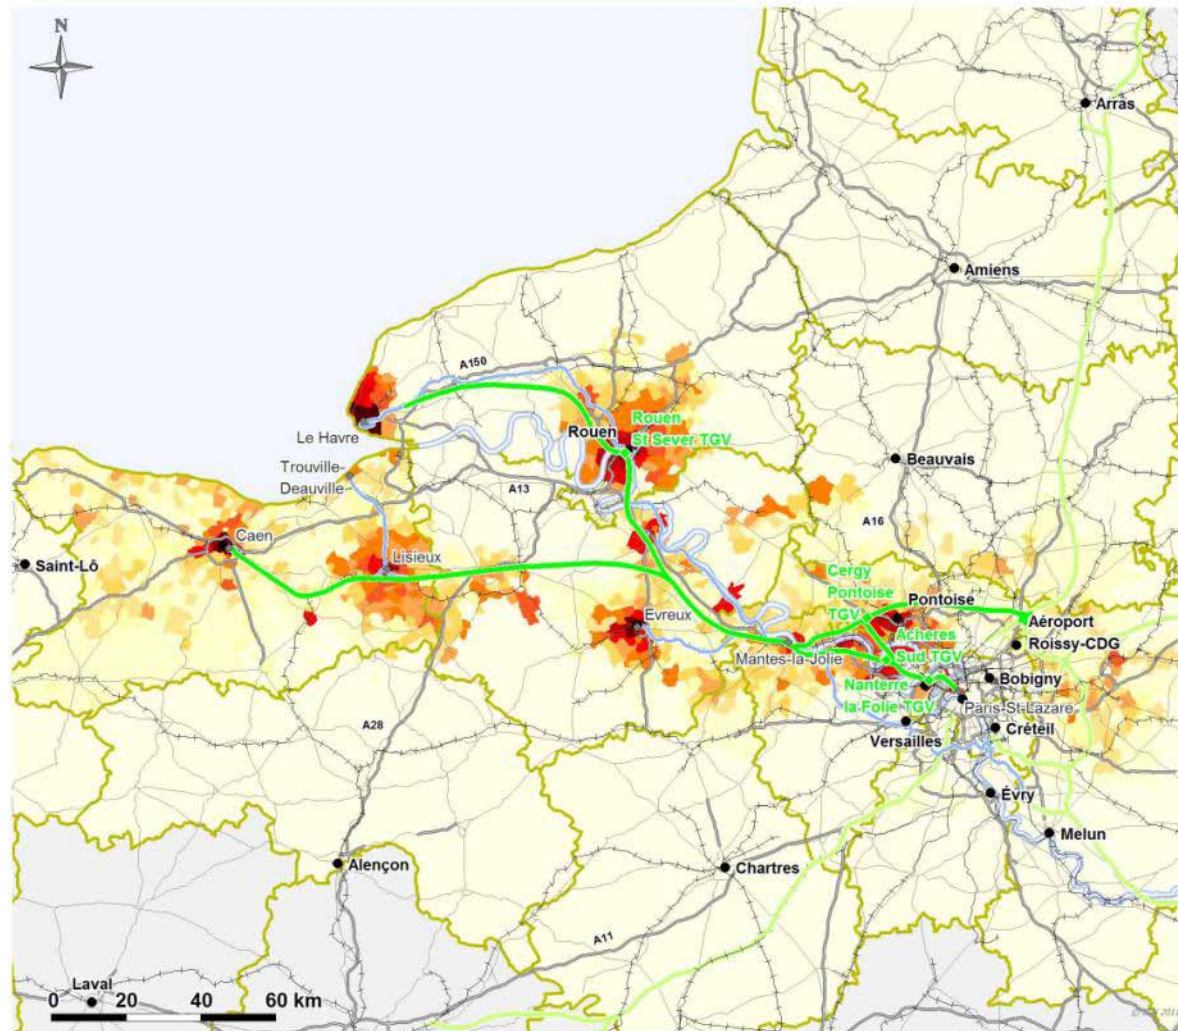 N
Arras
Amiens
A150
Le Havre
Rouen
Rouen
St Sever TGV
Trouville-
Deauville
Beauvais
A13
A16
Caen
Saint-Lô
Lisieux
Cergy
Pontoise
TGV
Pontoise
Evreux
Aéroport
Roissy-CDG
Achères
Sud TGV
Mantes-la-Jolie
Bobigny
Nanterre
la Folie TGV
Paris-St-Lazare
Créteil
Versailles
A28
Évry
Melun
Alençon
Chartres
A11
Laval
0 20 40 60 km